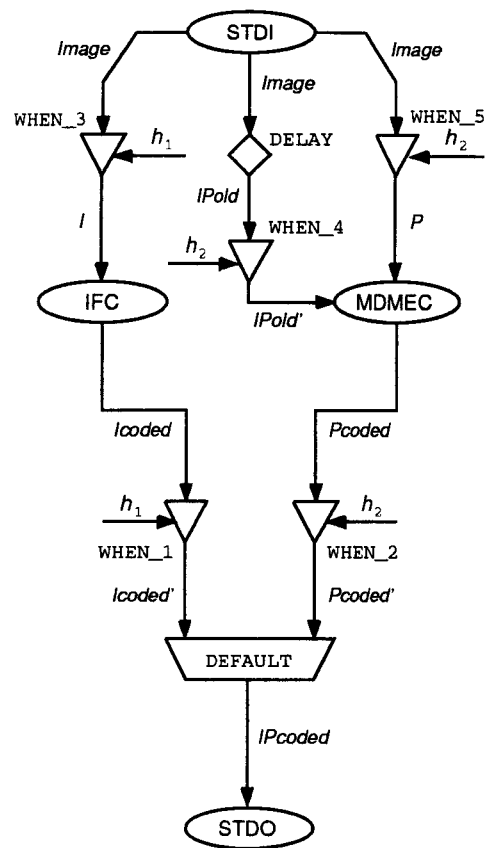 STDI
Image
Image
Image
WHEN_3
h1
DELAY
WHEN_5
h2
IPold
WHEN_4
I
h2
P
IFC
IPold'
MDMEC
Icoded
Pcoded
h1
h2
WHEN_1
WHEN_2
Icoded'
Pcoded'
DEFAULT
IPcoded
STDO